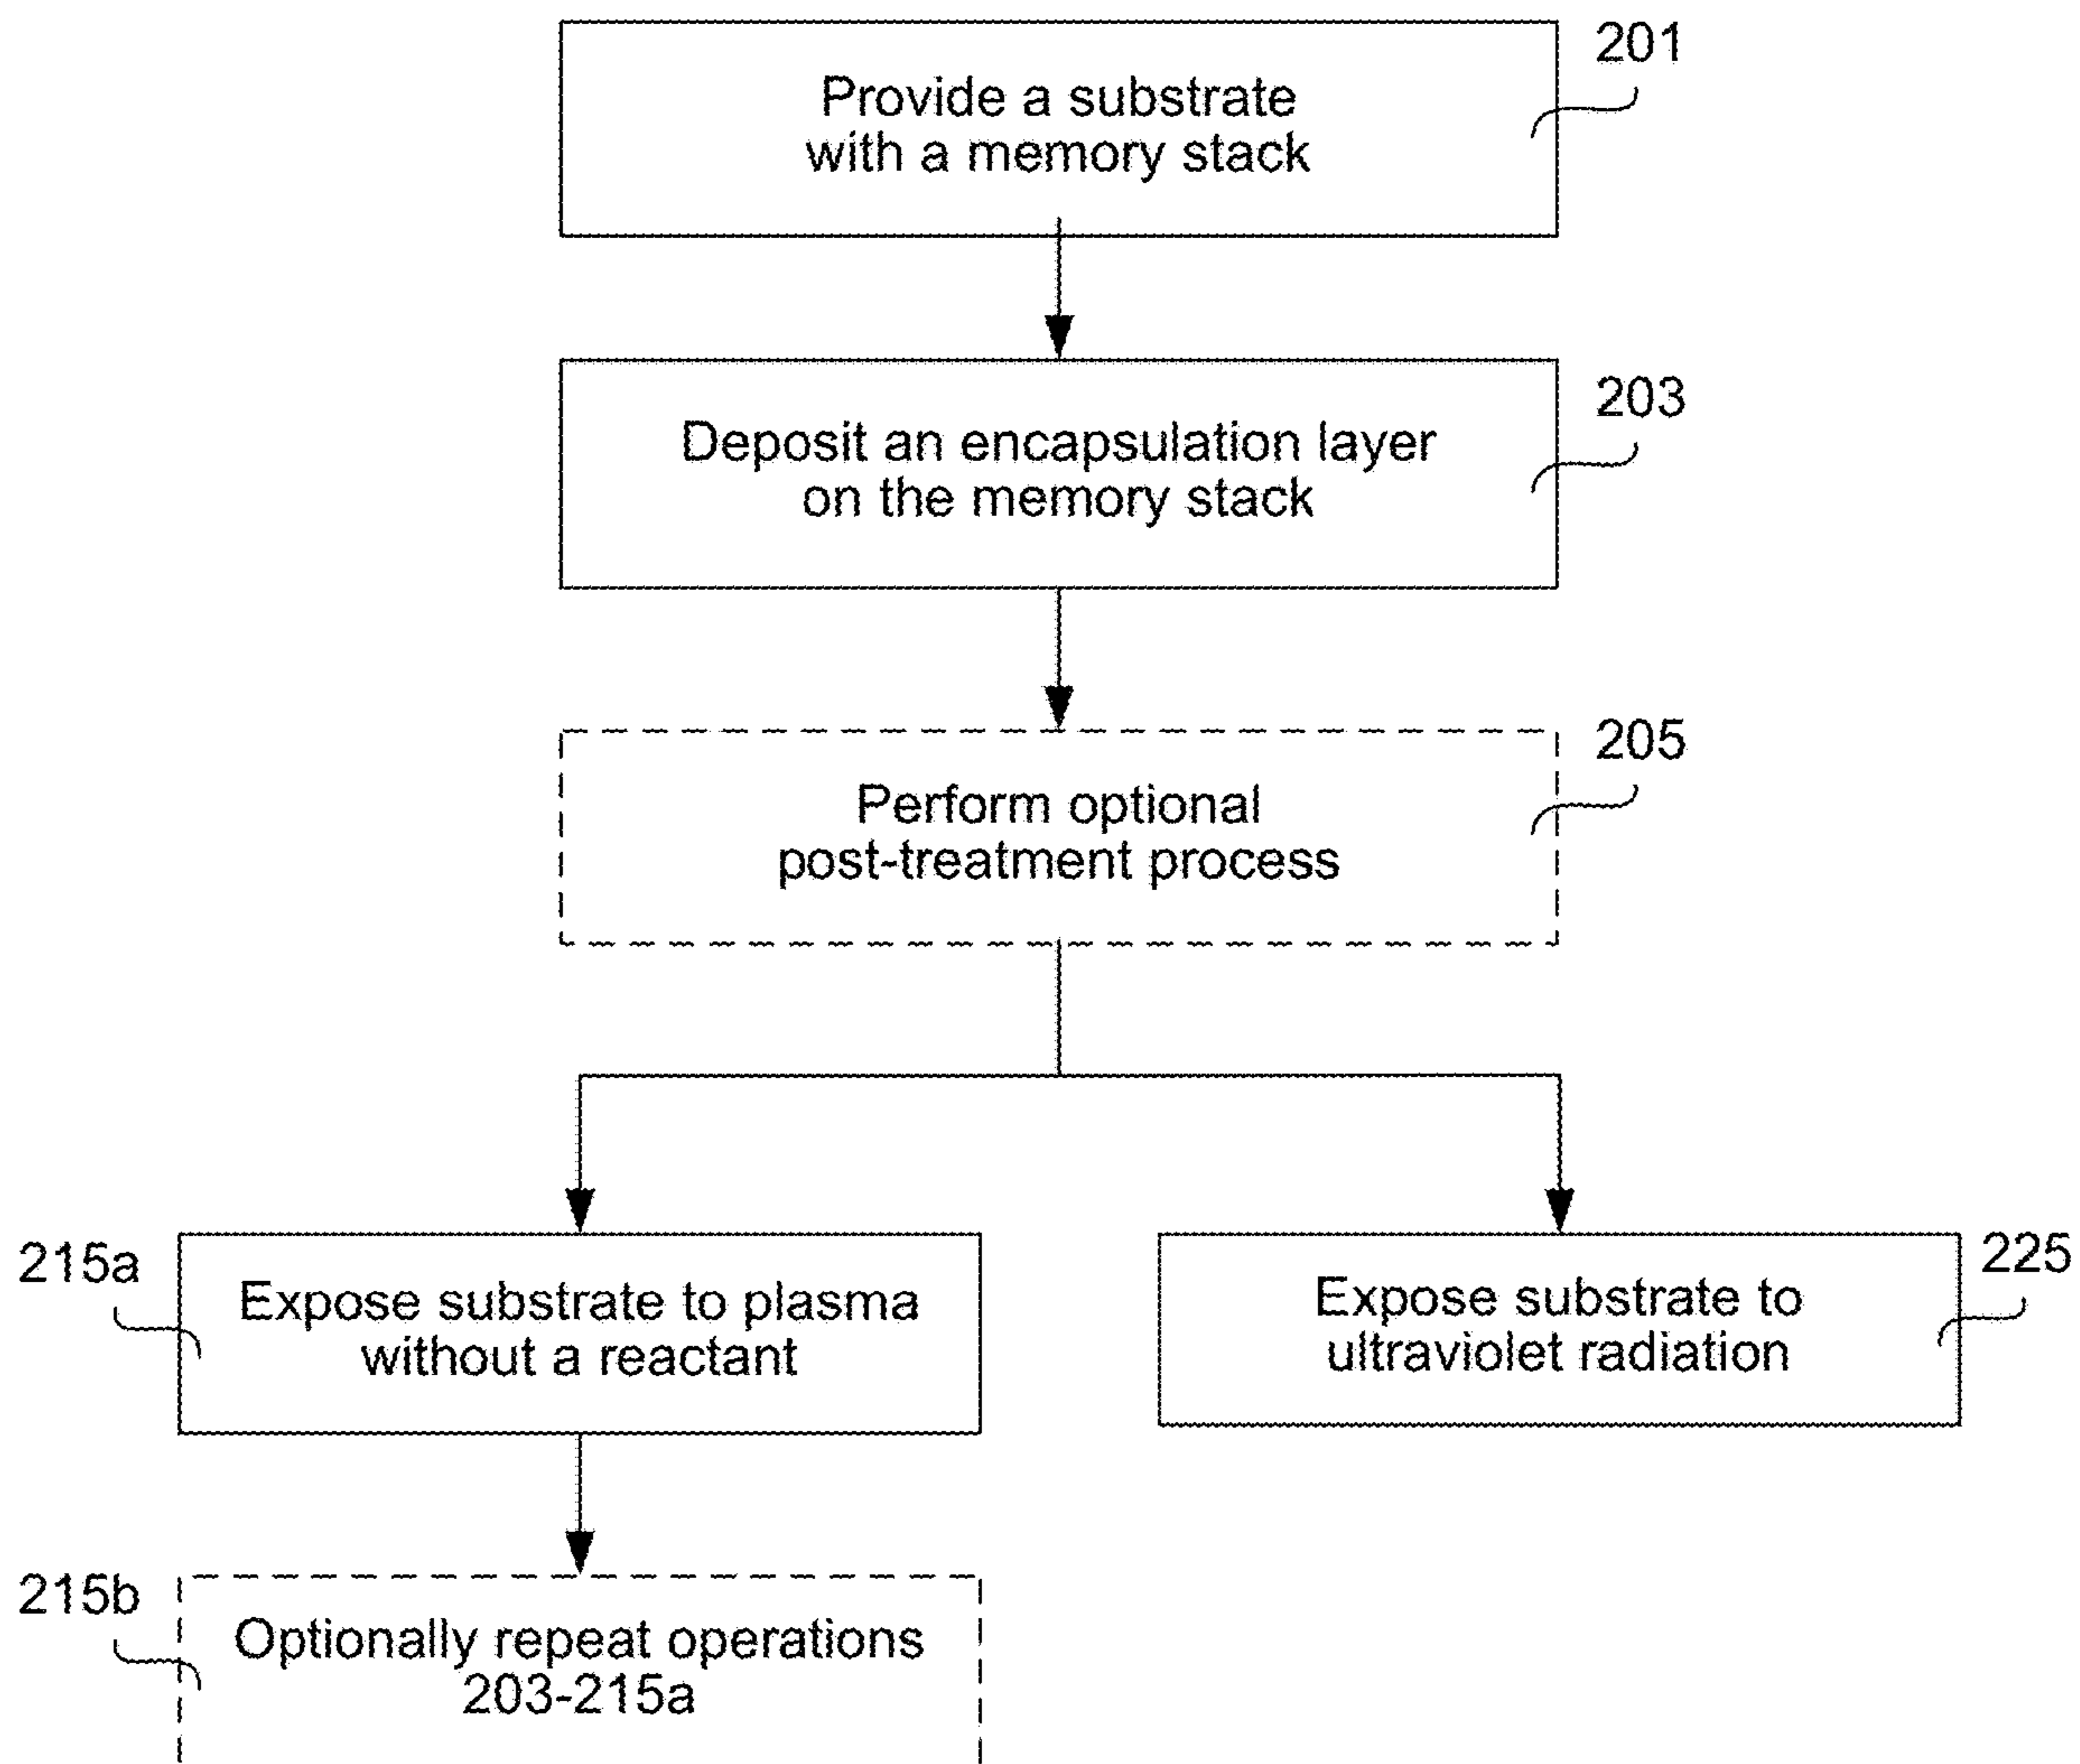 201
Provide a substrate
with a memory stack
203
Deposit an encapsulation layer
on the memory stack
205
Perform optional
post-treatment process
215a
Expose substrate to plasma
without a reactant
225
Expose substrate to
ultraviolet radiation
215b
Optionally repeat operations
203-215a